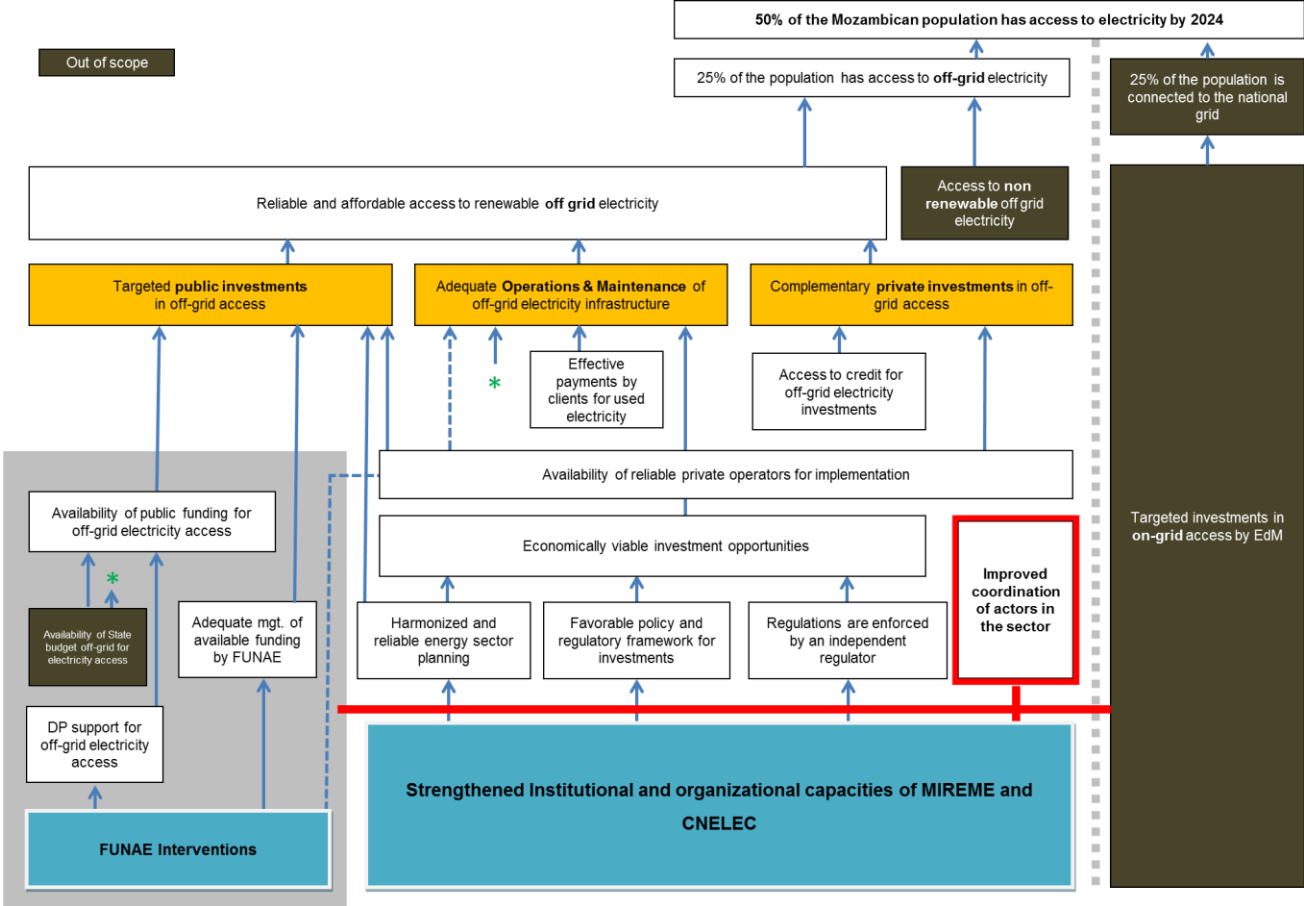 50% of the Mozambican population has access to electricity by 2024
Out of scope
25% of the population has access to off-grid electricity
25% of the population is
connected to the national
grid
Reliable and affordable access to renewable off grid electricity
Access to non
renewable off grid
electricity
Targeted public investments
in off-grid access
Adequate Operations & Maintenance of
off-grid electricity infrastructure
Complementary private investments in off-
grid access
*
Effective
payments by
clients for used
electricity
Access to credit for
off-grid electricity
investments
Availability of reliable private operators for implementation
Availability of public funding for
off-grid electricity access
Economically viable investment opportunities
Targeted investments in
on-grid access by EdM
*
Availability of State
budget off-grid for
electricity access
Adequate mgt. of
available funding
by FUNAE
Harmonized and
reliable energy sector
planning
Favorable policy and
regulatory framework for
investments
Regulations are enforced
by an independent
regulator
Improved
coordination
of actors in
the sector
DP support for
off-grid electricity
access
FUNAE Interventions
Strengthened Institutional and organizational capacities of MIREME and
CNELEC